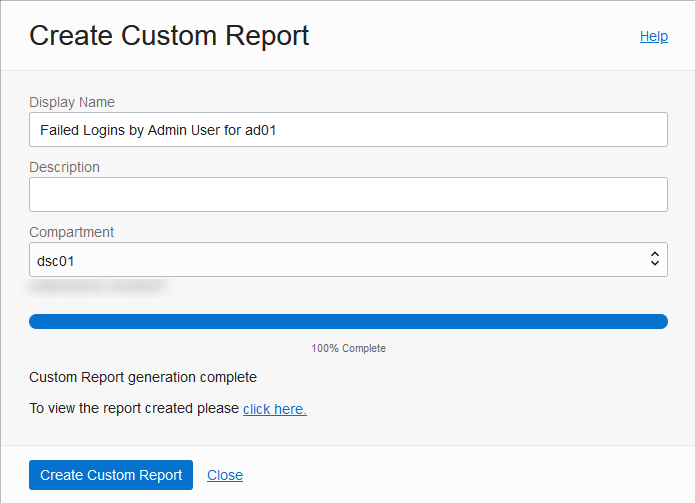 Create Custom Report
Help
Display Name
Failed Logins by Admin User for ad01
Description
Compartment
dsc01
100% Complete
Custom Report generation complete
To view the report created please click here.
Create Custom Report
Close